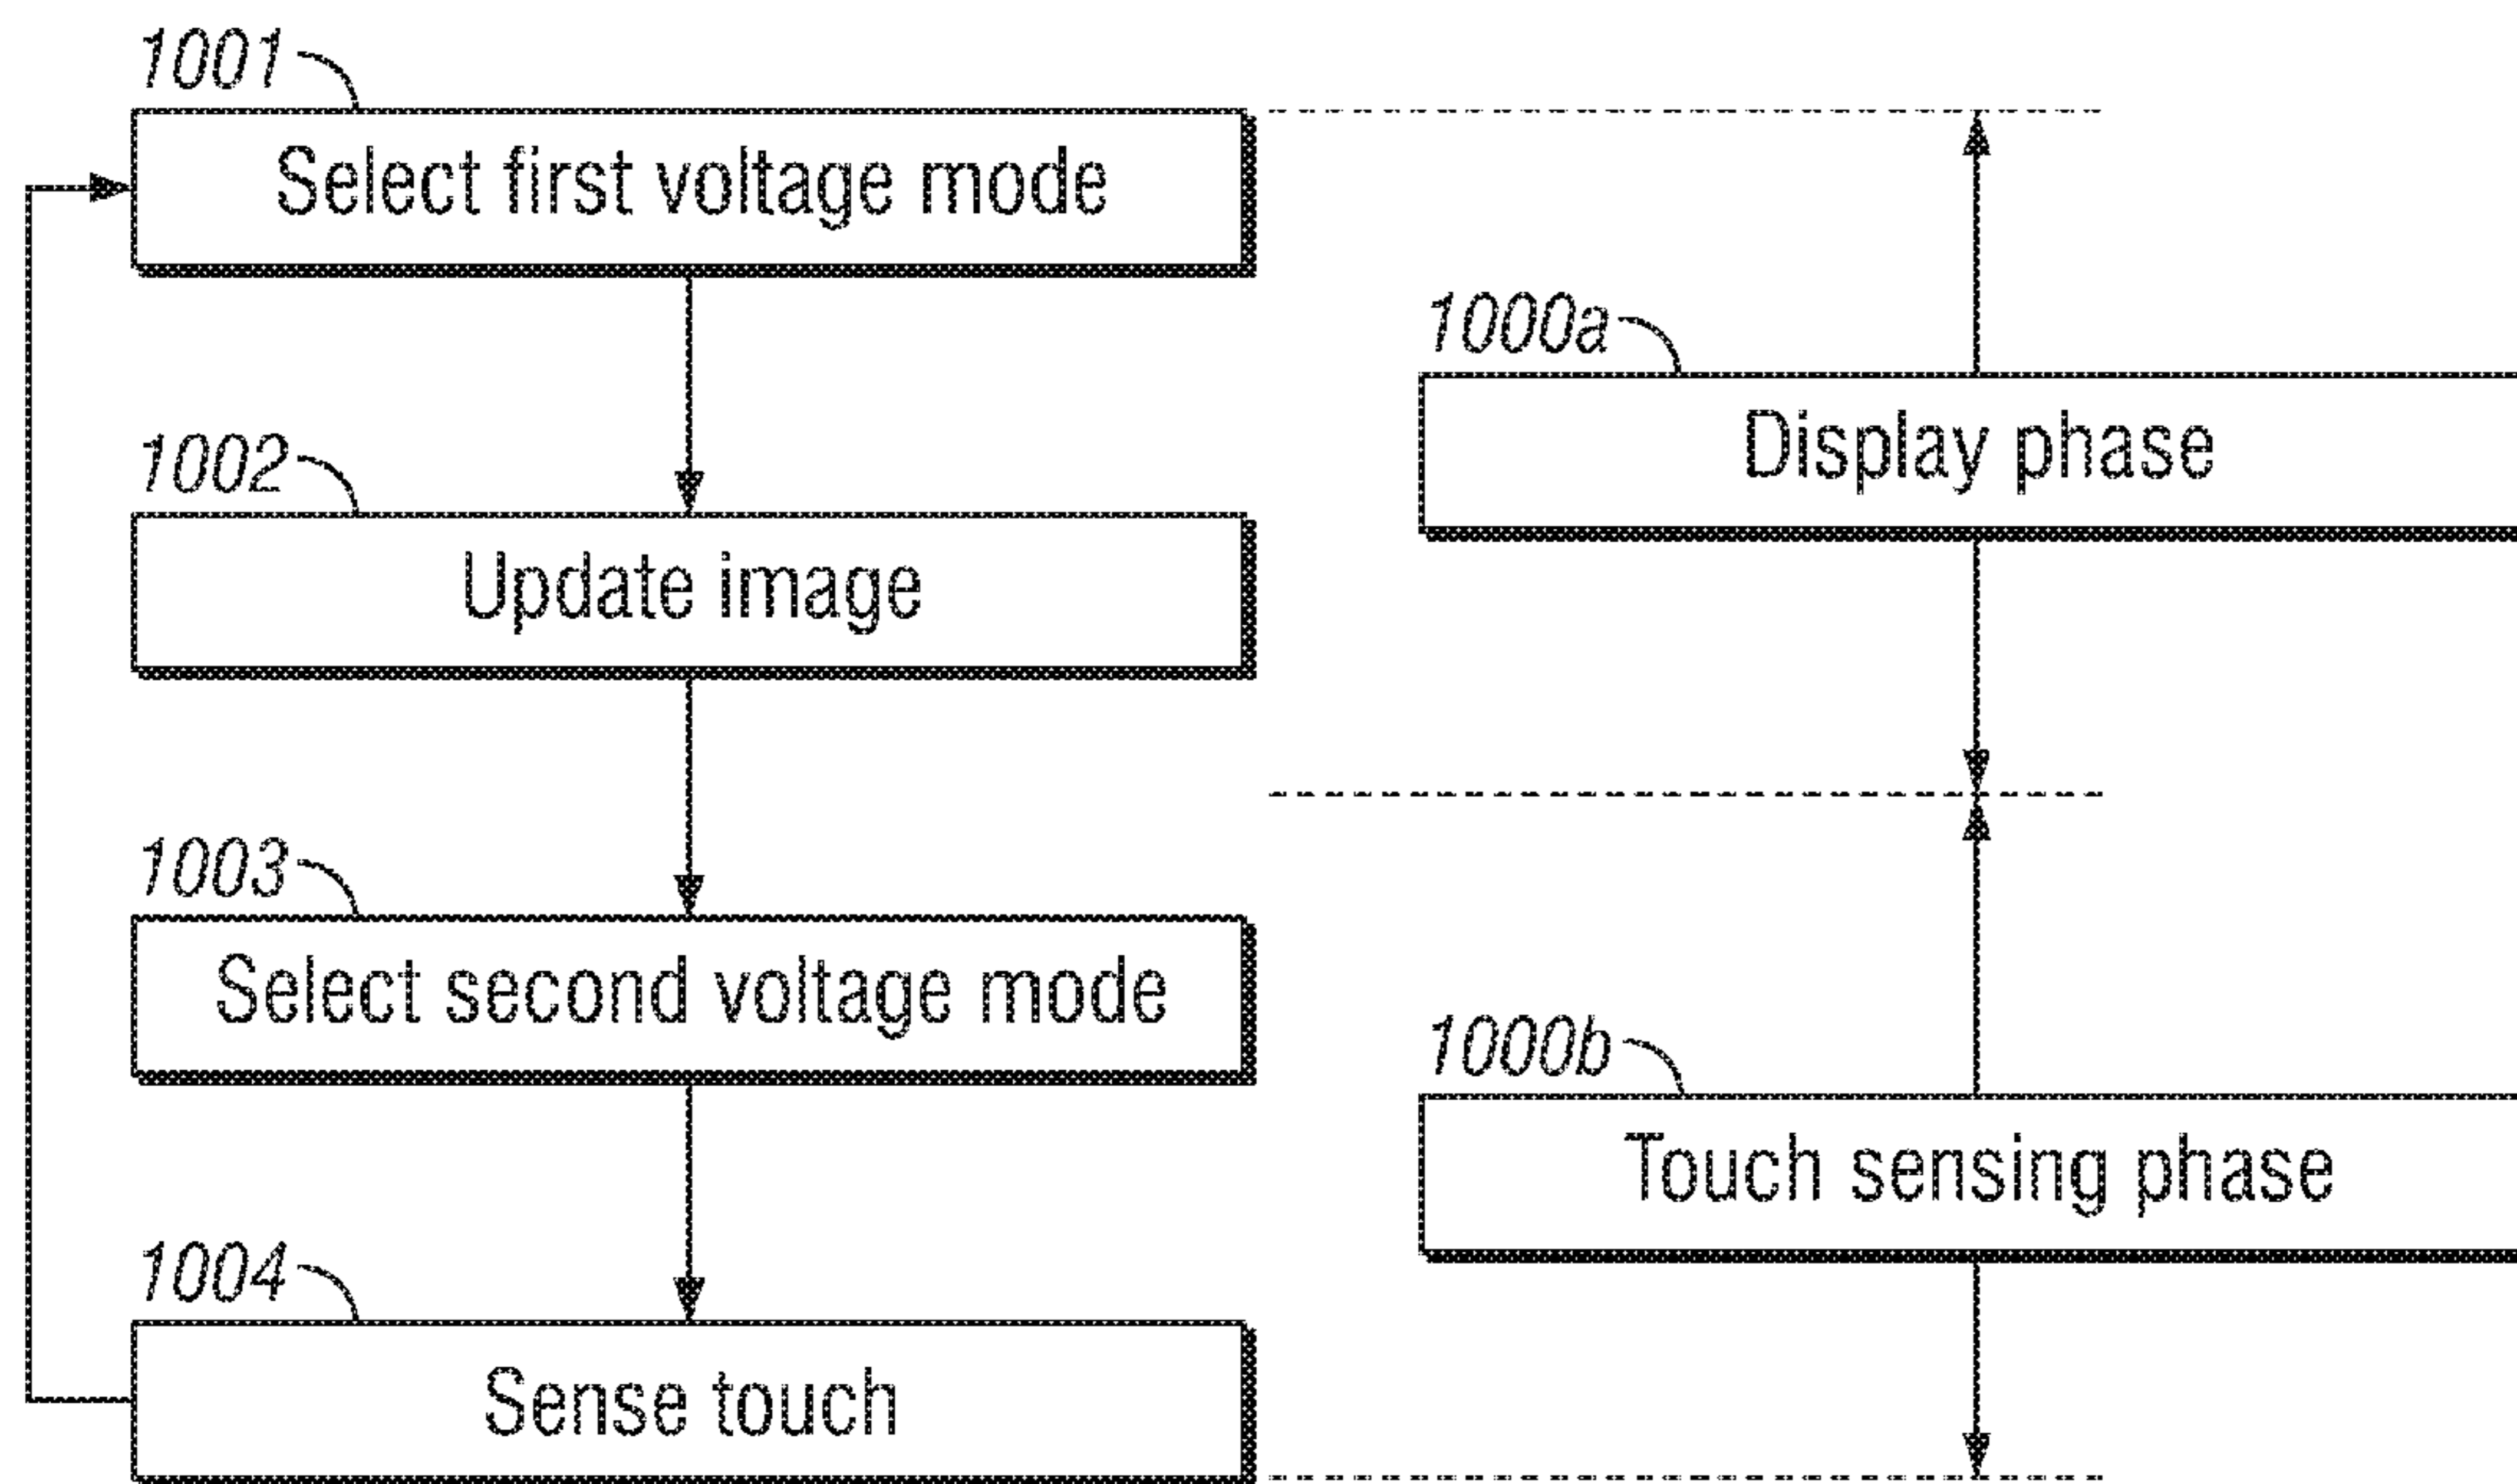 1001
Select first voltage mode
1002
Update image
1003
Select second voltage mode
1004
Sense touch
1000a
Display phase
1000b
Touch sensing phase